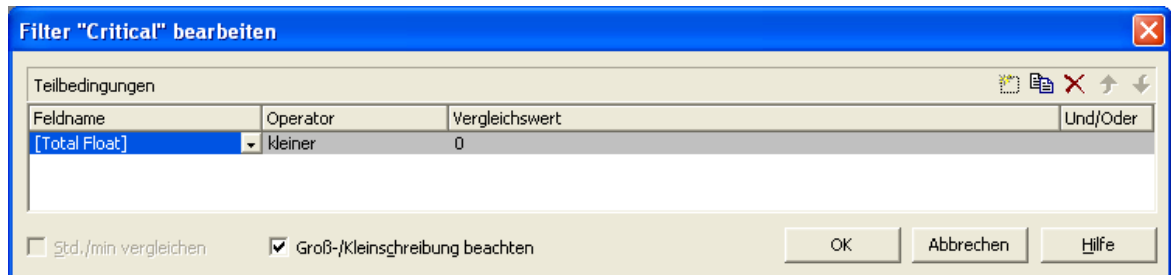 Filter "Critical" bearbeiten
Teilbedingungen
Feldname Operator Vergleichswert Und/Oder
[Total Float] kleiner 0
Std./min vergleichen Groß-/Kleinschreibung beachten OK Abbrechen Hilfe